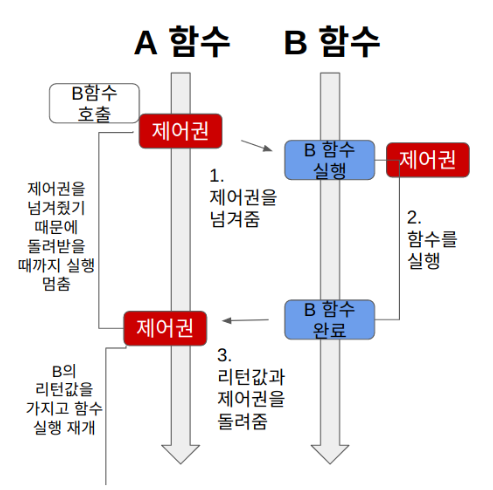 A 함수
B 함수
B함수
호출
제어권
B 함수
실행
제어권
1.
제어권을
넘겨줌
제어권을
넘겨줬기
때문에
돌려받을
때까지 실행
멈춤
2.
함수를
실행
제어권
B 함수
완료
3.
리턴값과
제어권을
돌려줌
B의
리턴값을
가지고 함수
실행 재개